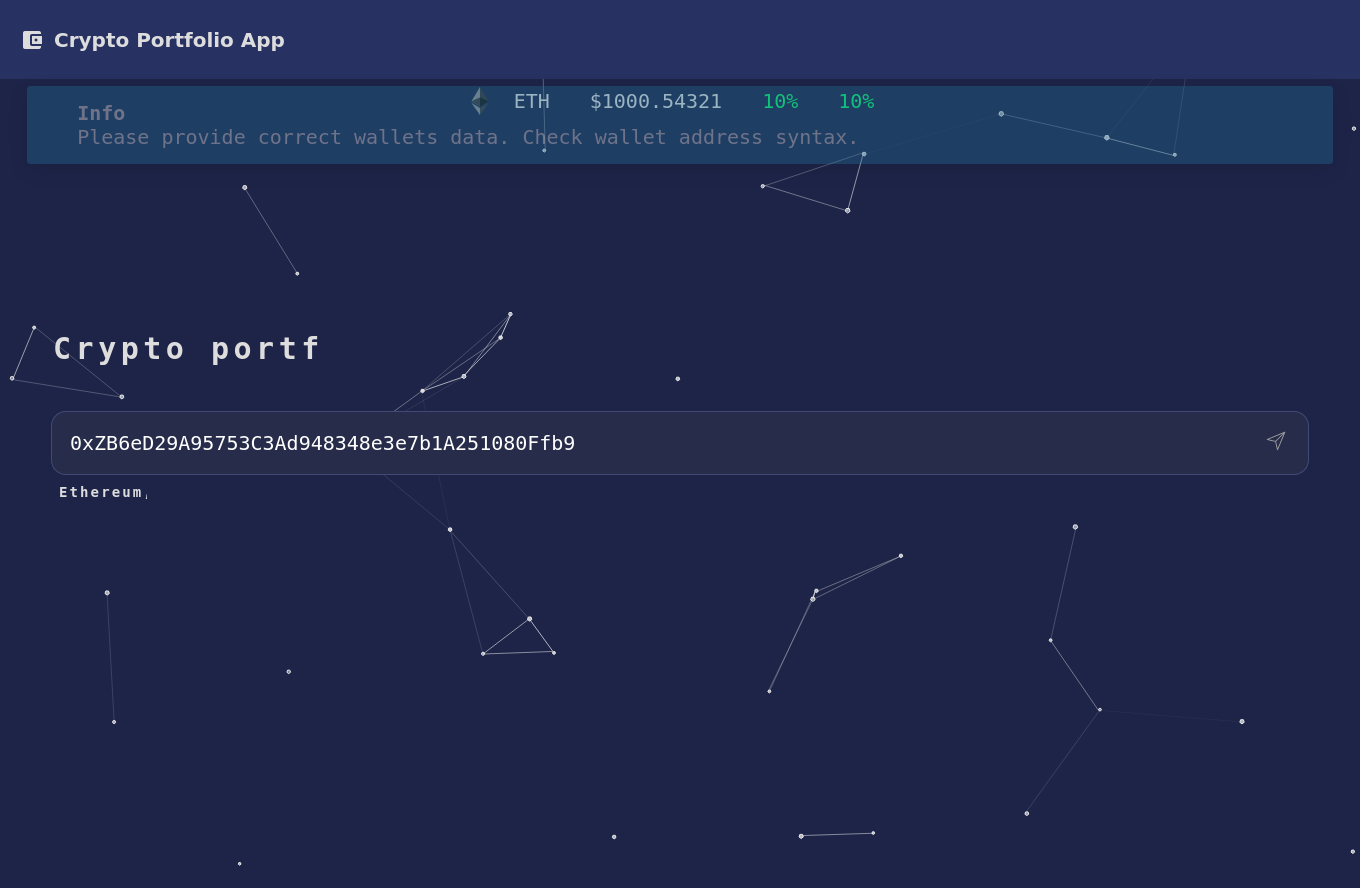 Crypto Portfolio App
ETH $1000.54321 10% 10%
Info
Please provide correct wallets data. Check wallet address syntax.
Crypto portf
0xZB6eD29A95753C3Ad948348e3e7b1A251080Ffb9
Ethereum,